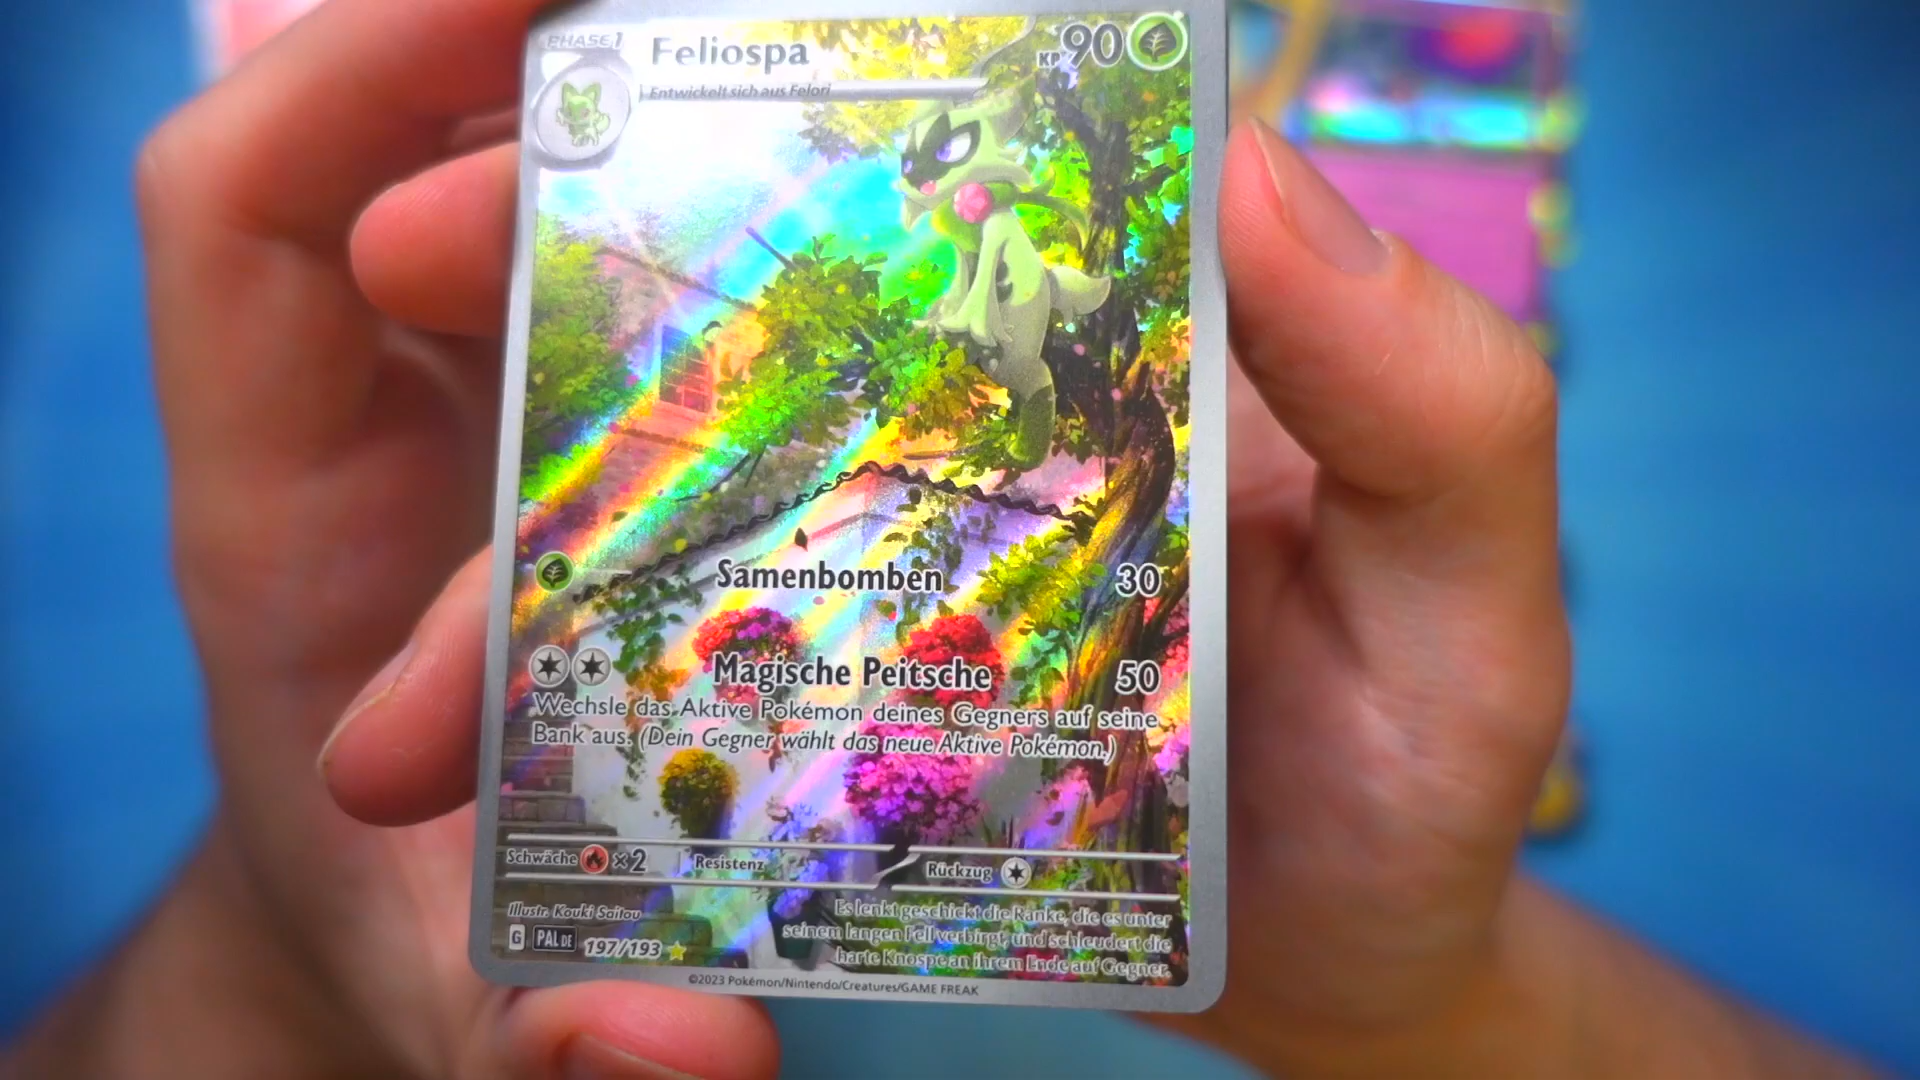 PHASE 1 Feliospa KP 90
Entwickelt sich aus Felori
Samenbomben 30
Magische Peitsche 50
Wechsle das Aktive Pokémon deines Gegners auf seine
Bank aus. (Dein Gegner wählt das neue Aktive Pokémon.)
Schwäche ×2 Resistenz Rückzug
Illustr. Kouki Saitou
G PAL DE 197/193
Es lenkt geschickt die Ranke, die es unter
seinem langen Fell verbirgt, und schleudert die
harte Knospe an ihrem Ende auf Gegner.
©2023 Pokémon/Nintendo/Creatures/GAME FREAK